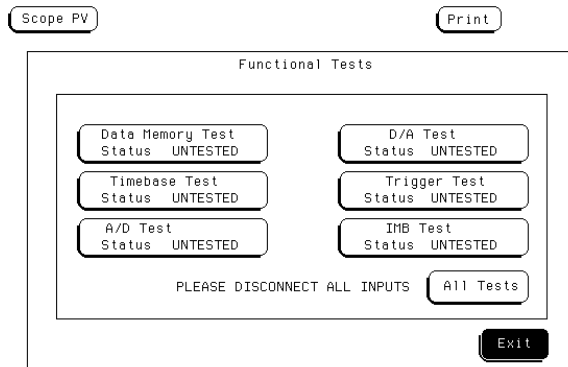 Scope PV
Print
Functional Tests
Data Memory Test
Status UNTESTED
D/A Test
Status UNTESTED
Timebase Test
Status UNTESTED
Trigger Test
Status UNTESTED
A/D Test
Status UNTESTED
IMB Test
Status UNTESTED
PLEASE DISCONNECT ALL INPUTS
All Tests
Exit